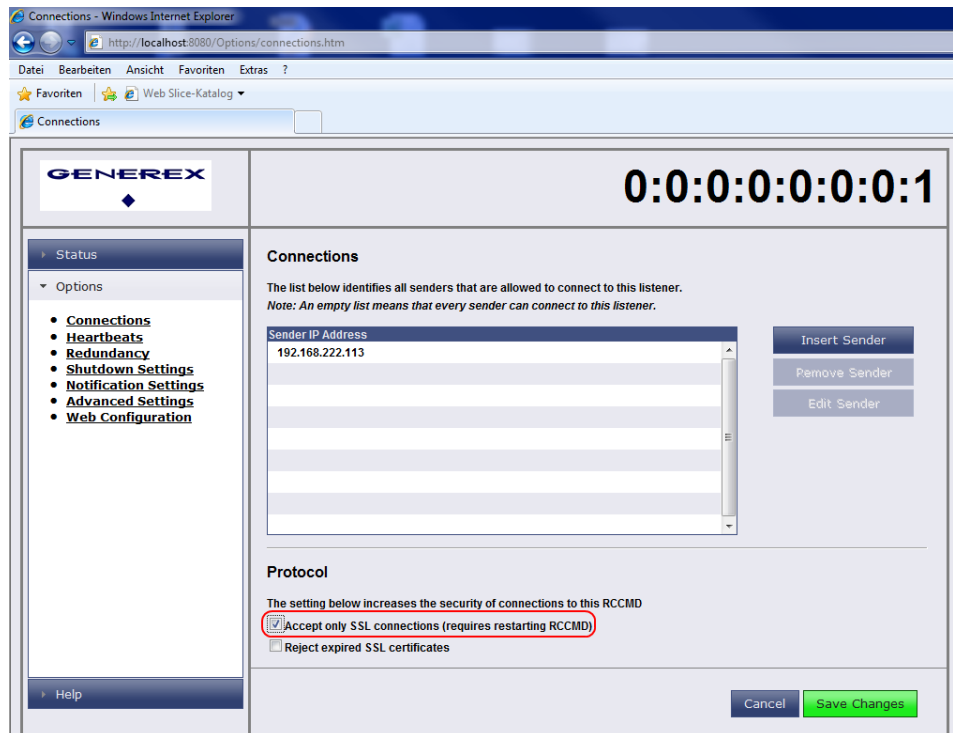 Connections - Windows Internet Explorer
http://localhost:8080/Options/connections.htm
Datei Bearbeiten Ansicht Favoriten Extras ?
Favoriten Web Slice-Katalog
Connections
GENEREX
0:0:0:0:0:0:0:1
Status
Options
Connections
Heartbeats
Redundancy
Shutdown Settings
Notification Settings
Advanced Settings
Web Configuration
Help
Connections
The list below identifies all senders that are allowed to connect to this listener.
Note: An empty list means that every sender can connect to this listener.
Sender IP Address
192.168.222.113
Insert Sender
Remove Sender
Edit Sender
Protocol
The setting below increases the security of connections to this RCCMD
Accept only SSL connections (requires restarting RCCMD)
Reject expired SSL certificates
Cancel Save Changes